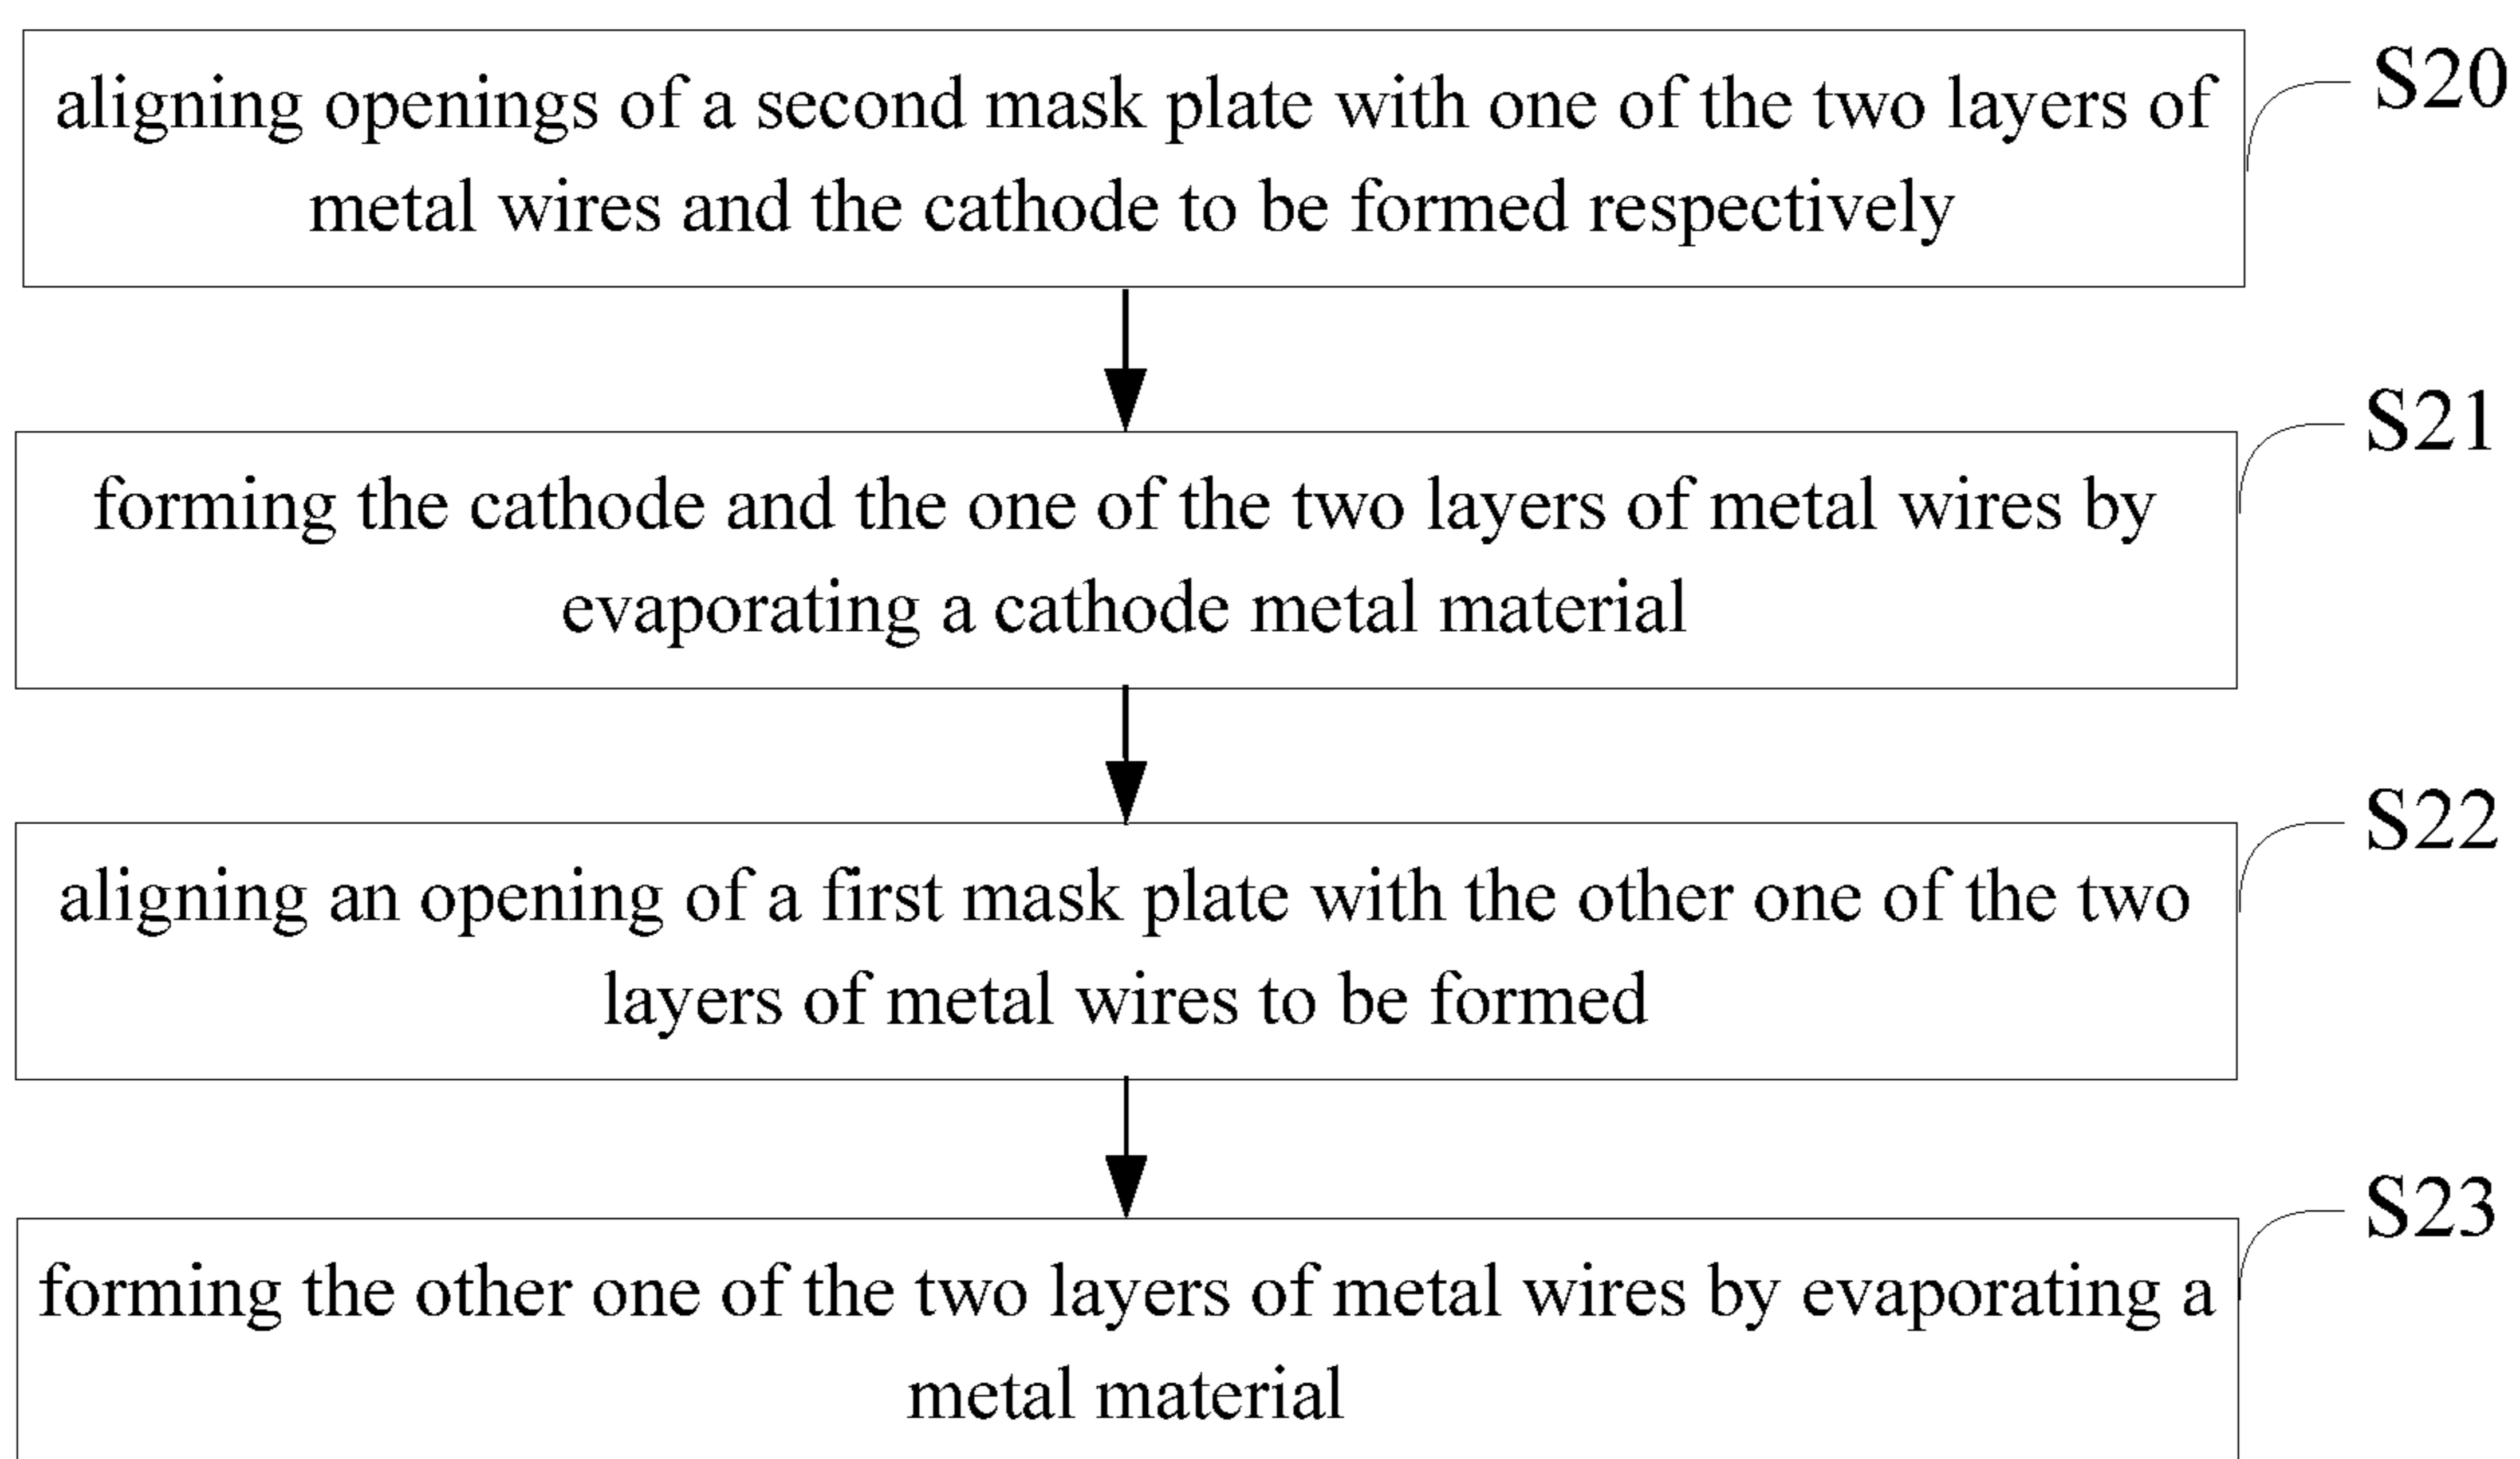 aligning openings of a second mask plate with one of the two layers of
metal wires and the cathode to be formed respectively
S20
forming the cathode and the one of the two layers of metal wires by
evaporating a cathode metal material
S21
aligning an opening of a first mask plate with the other one of the two
layers of metal wires to be formed
S22
forming the other one of the two layers of metal wires by evaporating a
metal material
S23